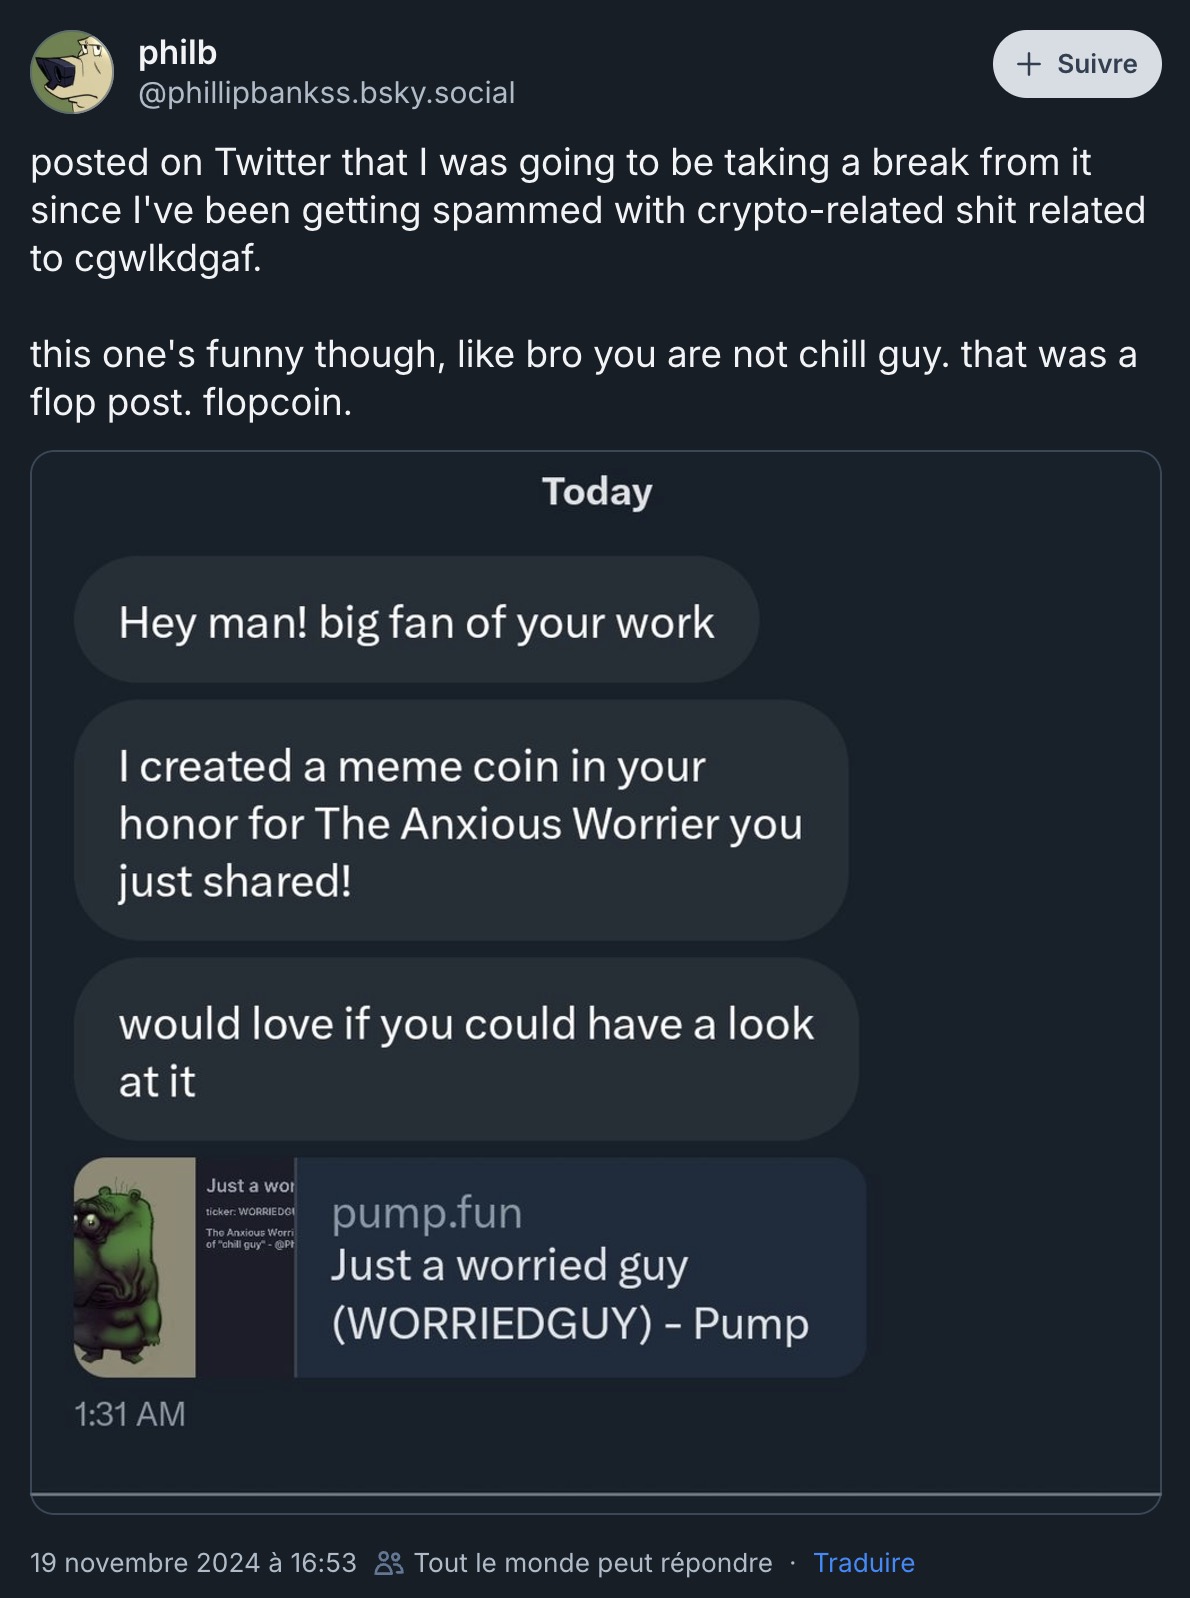 philb
@phillipbankss.bsky.social
+ Suivre
posted on Twitter that I was going to be taking a break from it
since I've been getting spammed with crypto-related shit related
to cgwlkdgaf.
this one's funny though, like bro you are not chill guy. that was a
flop post. flopcoin.
Today
Hey man! big fan of your work
I created a meme coin in your
honor for The Anxious Worrier you
just shared!
would love if you could have a look
at it
Just a wor
ticker: WORRIEDG
The Anxious Worri
of "chill guy" - @Ph
pump.fun
Just a worried guy
(WORRIEDGUY) - Pump
1:31 AM
19 novembre 2024 à 16:53 Tout le monde peut répondre · Traduire